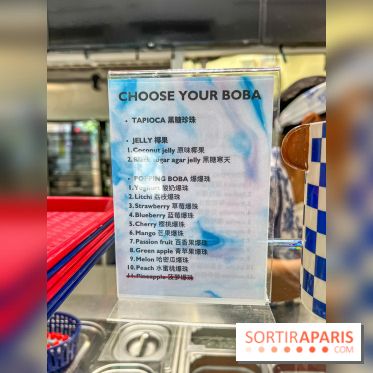 CHOOSE YOUR BOBA
• TAPIOCA 黑糖珍珠
• JELLY 椰果
1. Coconut jelly 原味椰果
2. Black sugar agar jelly 黑糖寒天
• POPPING BOBA 爆爆珠
1. Yoghurt 酸奶爆珠
2. Litchi 荔枝爆珠
3. Strawberry 草莓爆珠
4. Blueberry 蓝莓爆珠
5. Cherry 樱桃爆珠
6. Mango 芒果爆珠
7. Passion fruit 百香果爆珠
8. Green apple 青苹果爆珠
9. Melon 哈密瓜爆珠
10. Peach 水蜜桃爆珠
11. Pineapple 菠萝爆珠
SORTIRAPARIS
.COM